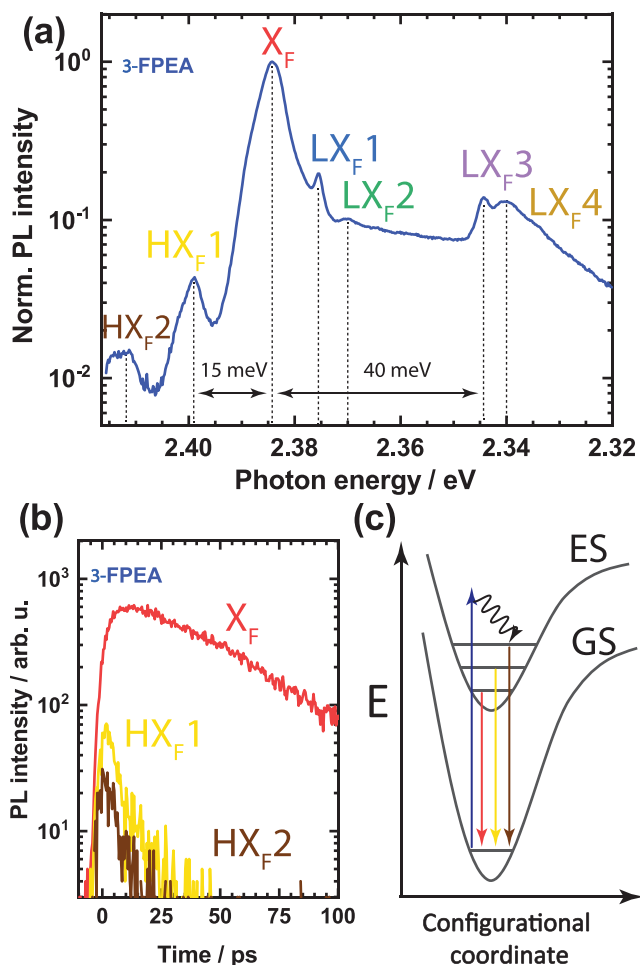 (a)
3-FPEA
X_F
LX_F1
LX_F2
LX_F3
LX_F4
HX_F1
HX_F2
15 meV
40 meV
Norm. PL intensity
10^0
10^-1
10^-2
2.40
2.38
2.36
2.34
2.32
Photon energy / eV
(b)
3-FPEA
X_F
HX_F1
HX_F2
PL intensity / arb. u.
10^3
10^2
10^1
0
25
50
75
100
Time / ps
(c)
ES
GS
E
Configurational
coordinate